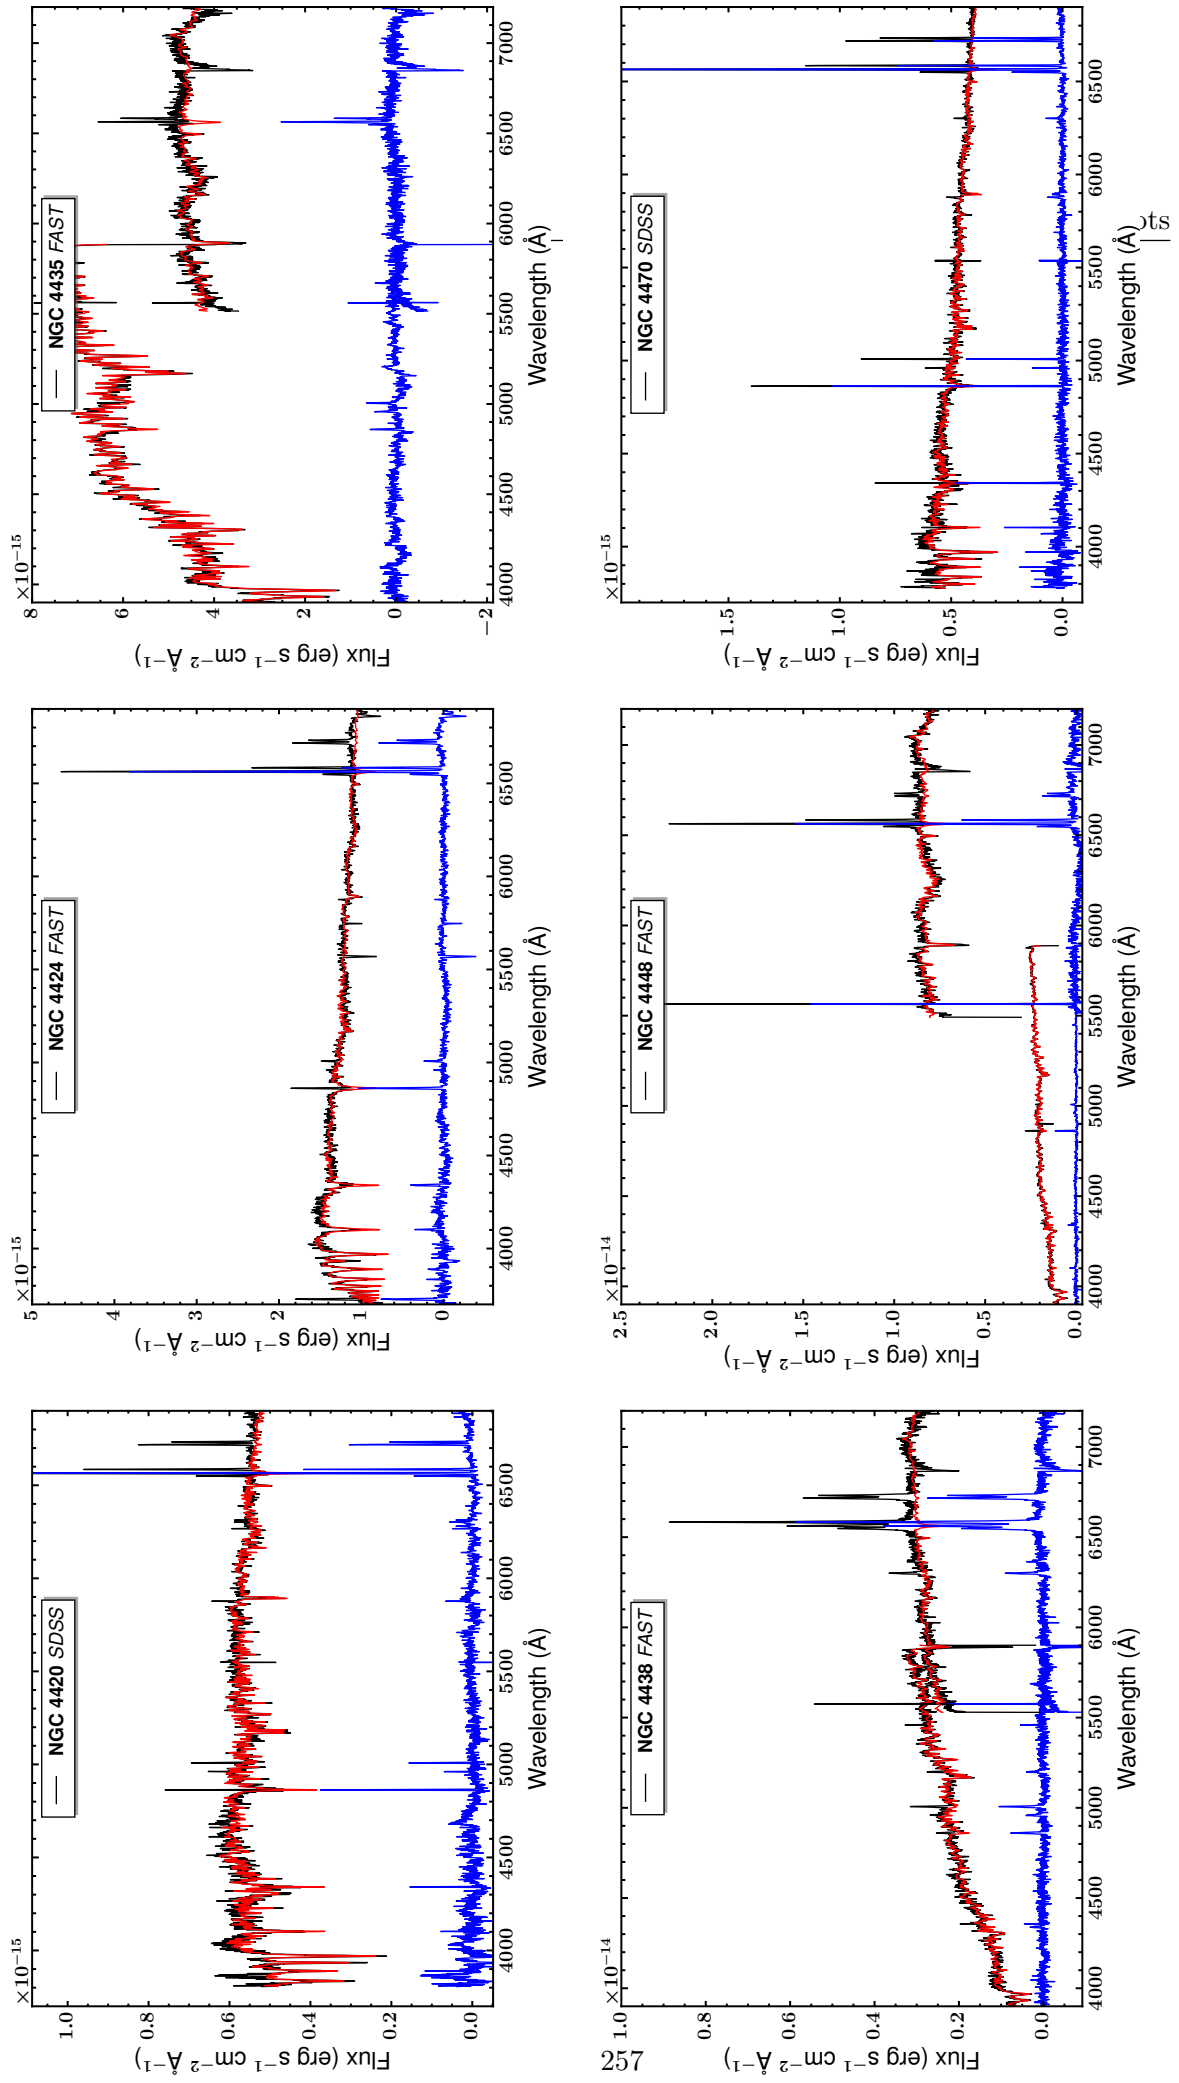 NGC 4420 SDSS
×10⁻¹⁵
Flux (erg s⁻¹ cm⁻² Å⁻¹)
1.0
0.8
0.6
0.4
0.2
0.0
4000 4500 5000 5500 6000 6500
Wavelength (Å)
NGC 4424 FAST
×10⁻¹⁵
Flux (erg s⁻¹ cm⁻² Å⁻¹)
5
4
3
2
1
0
4000 4500 5000 5500 6000 6500
Wavelength (Å)
NGC 4435 FAST
×10⁻¹⁵
Flux (erg s⁻¹ cm⁻² Å⁻¹)
8
6
4
2
0
−2
4000 4500 5000 5500 6000 6500 7000
Wavelength (Å)
NGC 4438 FAST
×10⁻¹⁴
Flux (erg s⁻¹ cm⁻² Å⁻¹)
1.0
0.8
0.6
0.4
0.2
0.0
4000 4500 5000 5500 6000 6500 7000
Wavelength (Å)
NGC 4448 FAST
×10⁻¹⁴
Flux (erg s⁻¹ cm⁻² Å⁻¹)
2.5
2.0
1.5
1.0
0.5
0.0
4000 4500 5000 5500 6000 6500 7000
Wavelength (Å)
NGC 4470 SDSS
×10⁻¹⁵
Flux (erg s⁻¹ cm⁻² Å⁻¹)
1.5
1.0
0.5
0.0
4000 4500 5000 5500 6000 6500
Wavelength (Å)
257